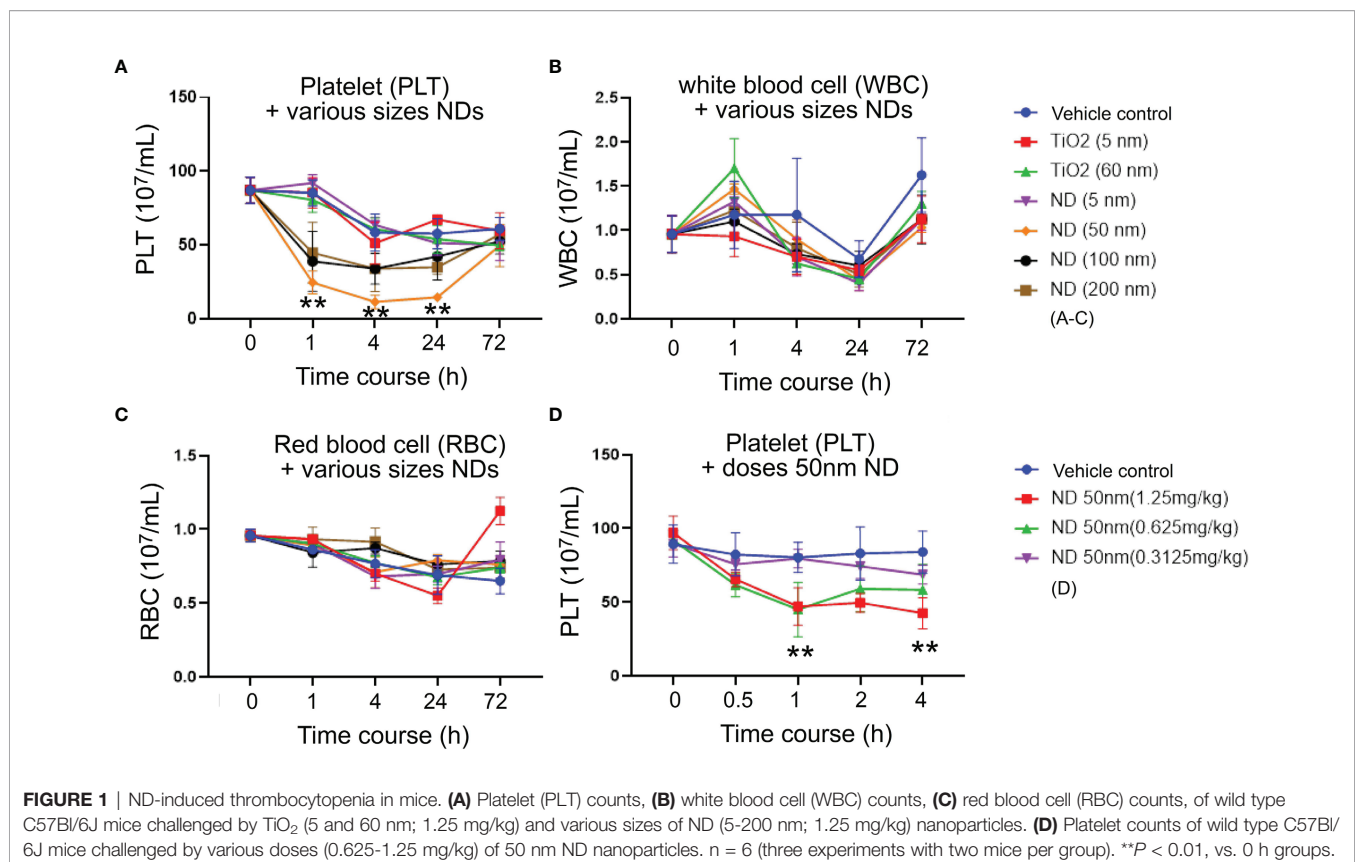 A
Platelet (PLT)
+ various sizes NDs
PLT (10⁷/mL)
150
100
50
0
0 1 4 24 72
Time course (h)
B
white blood cell (WBC)
+ various sizes NDs
WBC (10⁷/mL)
2.5
2.0
1.5
1.0
0.5
0.0
0 1 4 24 72
Time course (h)
** ** **
Vehicle control
TiO2 (5 nm)
TiO2 (60 nm)
ND (5 nm)
ND (50 nm)
ND (100 nm)
ND (200 nm)
(A-C)
C
Red blood cell (RBC)
+ various sizes NDs
RBC (10⁷/mL)
1.5
1.0
0.5
0.0
0 1 4 24 72
Time course (h)
D
Platelet (PLT)
+ doses 50nm ND
PLT (10⁷/mL)
150
100
50
0
** **
0 0.5 1 2 4
Time course (h)
Vehicle control
ND 50nm(1.25mg/kg)
ND 50nm(0.625mg/kg)
ND 50nm(0.3125mg/kg)
(D)
FIGURE 1 | ND-induced thrombocytopenia in mice. (A) Platelet (PLT) counts, (B) white blood cell (WBC) counts, (C) red blood cell (RBC) counts, of wild type
C57Bl/6J mice challenged by TiO₂ (5 and 60 nm; 1.25 mg/kg) and various sizes of ND (5-200 nm; 1.25 mg/kg) nanoparticles. (D) Platelet counts of wild type C57Bl/
6J mice challenged by various doses (0.625-1.25 mg/kg) of 50 nm ND nanoparticles. n = 6 (three experiments with two mice per group). **P < 0.01, vs. 0 h groups.